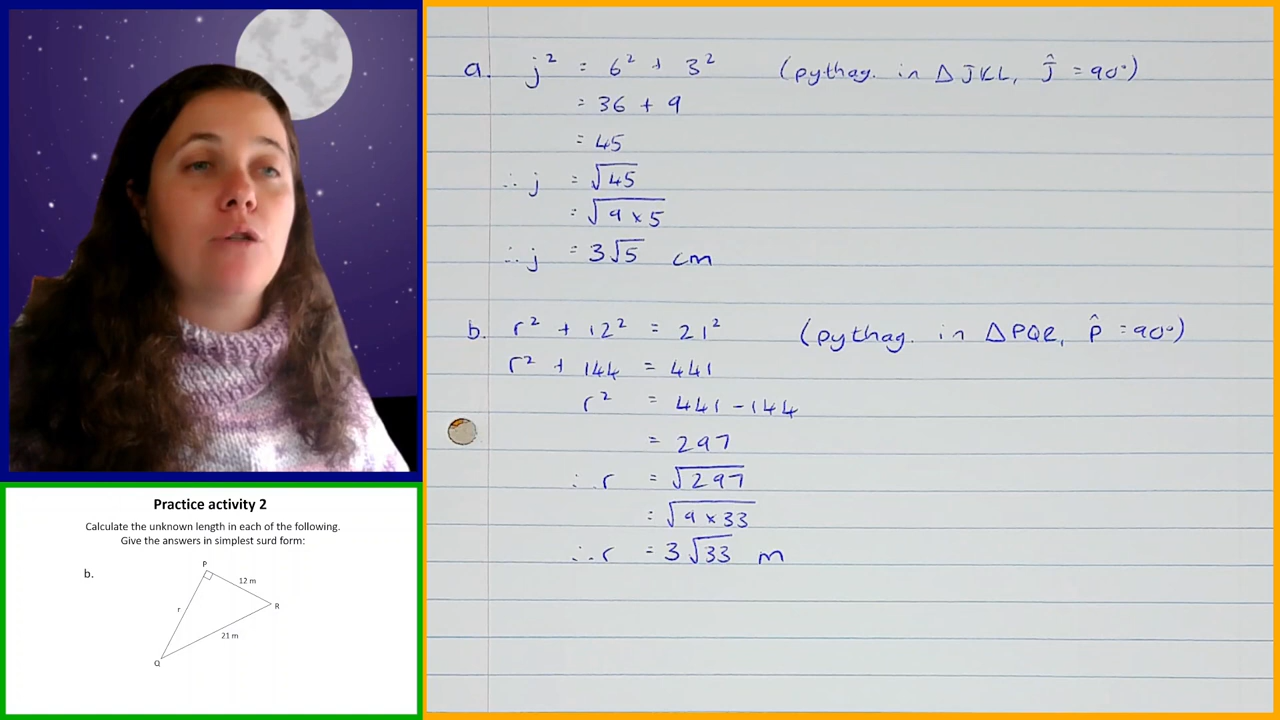 a. j² = 6² + 3² (pythag. in △JKL, Ĵ = 90°)
= 36 + 9
= 45
∴ j = √45
= √9 × 5
∴ j = 3√5 cm
b. r² + 12² = 21² (pythag. in △PQR, P̂ = 90°)
r² + 144 = 441
r² = 441 - 144
= 297
∴ r = √297
= √9 × 33
∴ r = 3√33 m
Practice activity 2
Calculate the unknown length in each of the following.
Give the answers in simplest surd form:
b.
P
12 m
r
R
21 m
Q